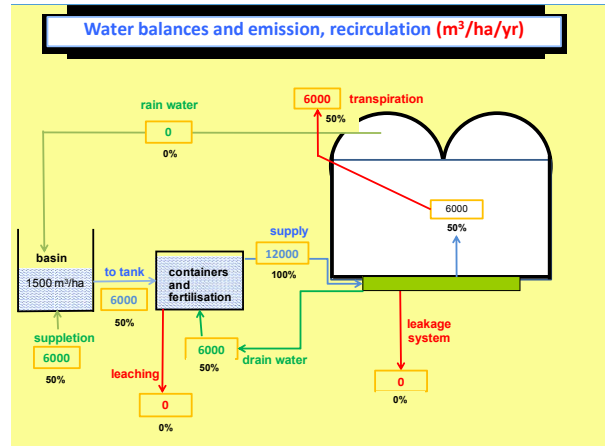 Water balances and emission, recirculation (m³/ha/yr)
rain water
0
0%
6000
transpiration
50%
6000
50%
supply
12000
100%
basin
1500 m³/ha
to tank
6000
50%
containers
and
fertilisation
suppletion
6000
50%
6000
50%
drain water
leakage
system
leaching
0
0%
0
0%